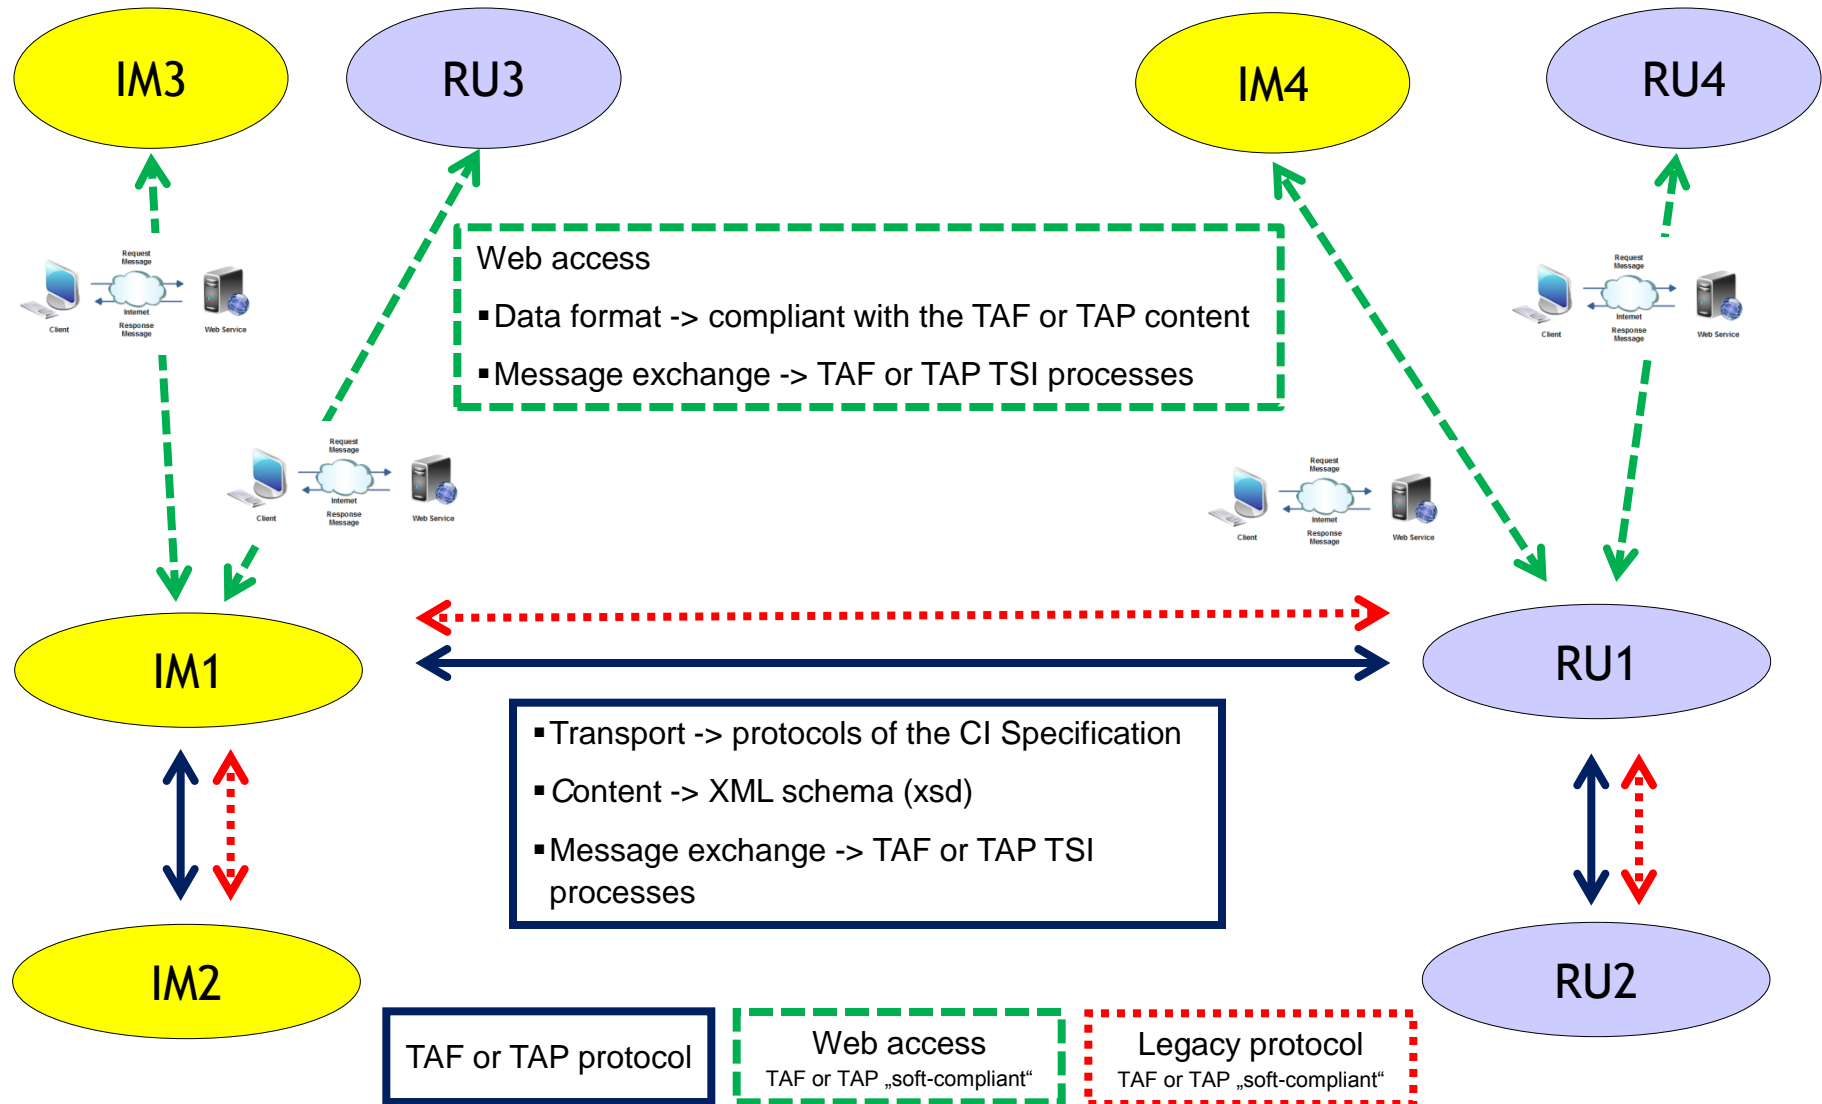 IM3
RU3
IM4
RU4
Request
Message
Internet
Response
Message
Client
Web Service
Web access
▪Data format -> compliant with the TAF or TAP content
▪Message exchange -> TAF or TAP TSI processes
Request
Message
Internet
Response
Message
Client
Web Service
Request
Message
Internet
Response
Message
Client
Web Service
Request
Message
Internet
Response
Message
Client
Web Service
IM1
RU1
▪Transport -> protocols of the CI Specification
▪Content -> XML schema (xsd)
▪Message exchange -> TAF or TAP TSI
processes
IM2
RU2
TAF or TAP protocol
Web access
TAF or TAP „soft-compliant“
Legacy protocol
TAF or TAP „soft-compliant“